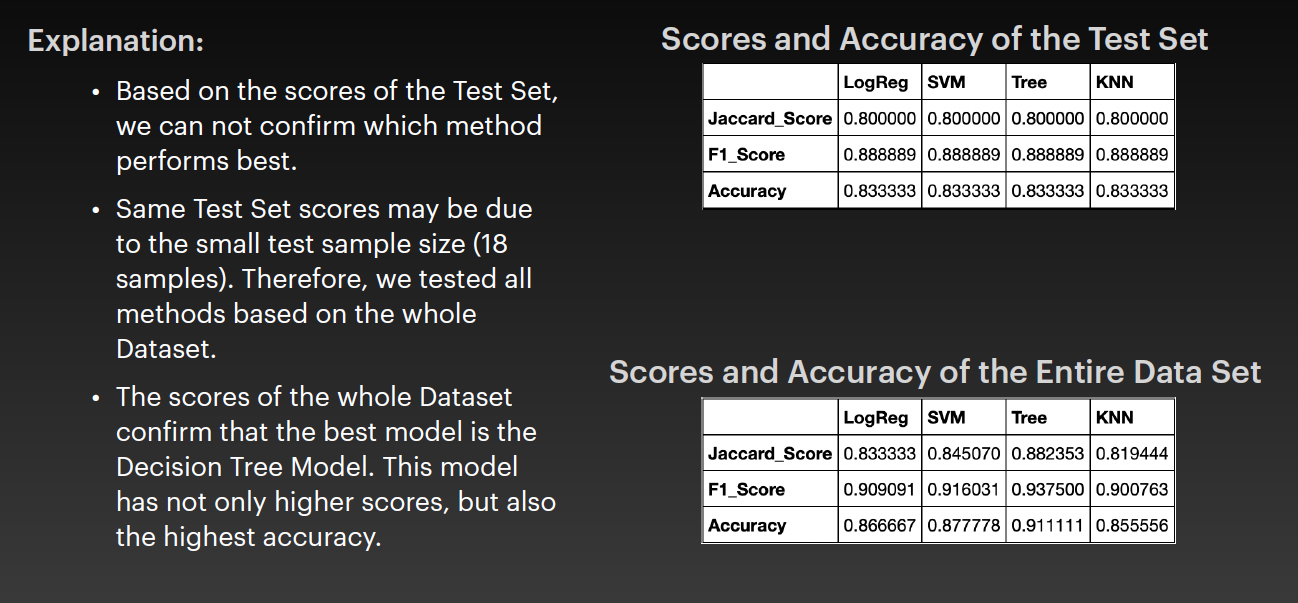 Explanation:
• Based on the scores of the Test Set,
we can not confirm which method
performs best.
• Same Test Set scores may be due
to the small test sample size (18
samples). Therefore, we tested all
methods based on the whole
Dataset.
• The scores of the whole Dataset
confirm that the best model is the
Decision Tree Model. This model
has not only higher scores, but also
the highest accuracy.
Scores and Accuracy of the Test Set
LogReg SVM Tree KNN
Jaccard_Score 0.800000 0.800000 0.800000 0.800000
F1_Score 0.888889 0.888889 0.888889 0.888889
Accuracy 0.833333 0.833333 0.833333 0.833333
Scores and Accuracy of the Entire Data Set
LogReg SVM Tree KNN
Jaccard_Score 0.833333 0.845070 0.882353 0.819444
F1_Score 0.909091 0.916031 0.937500 0.900763
Accuracy 0.866667 0.877778 0.911111 0.855556